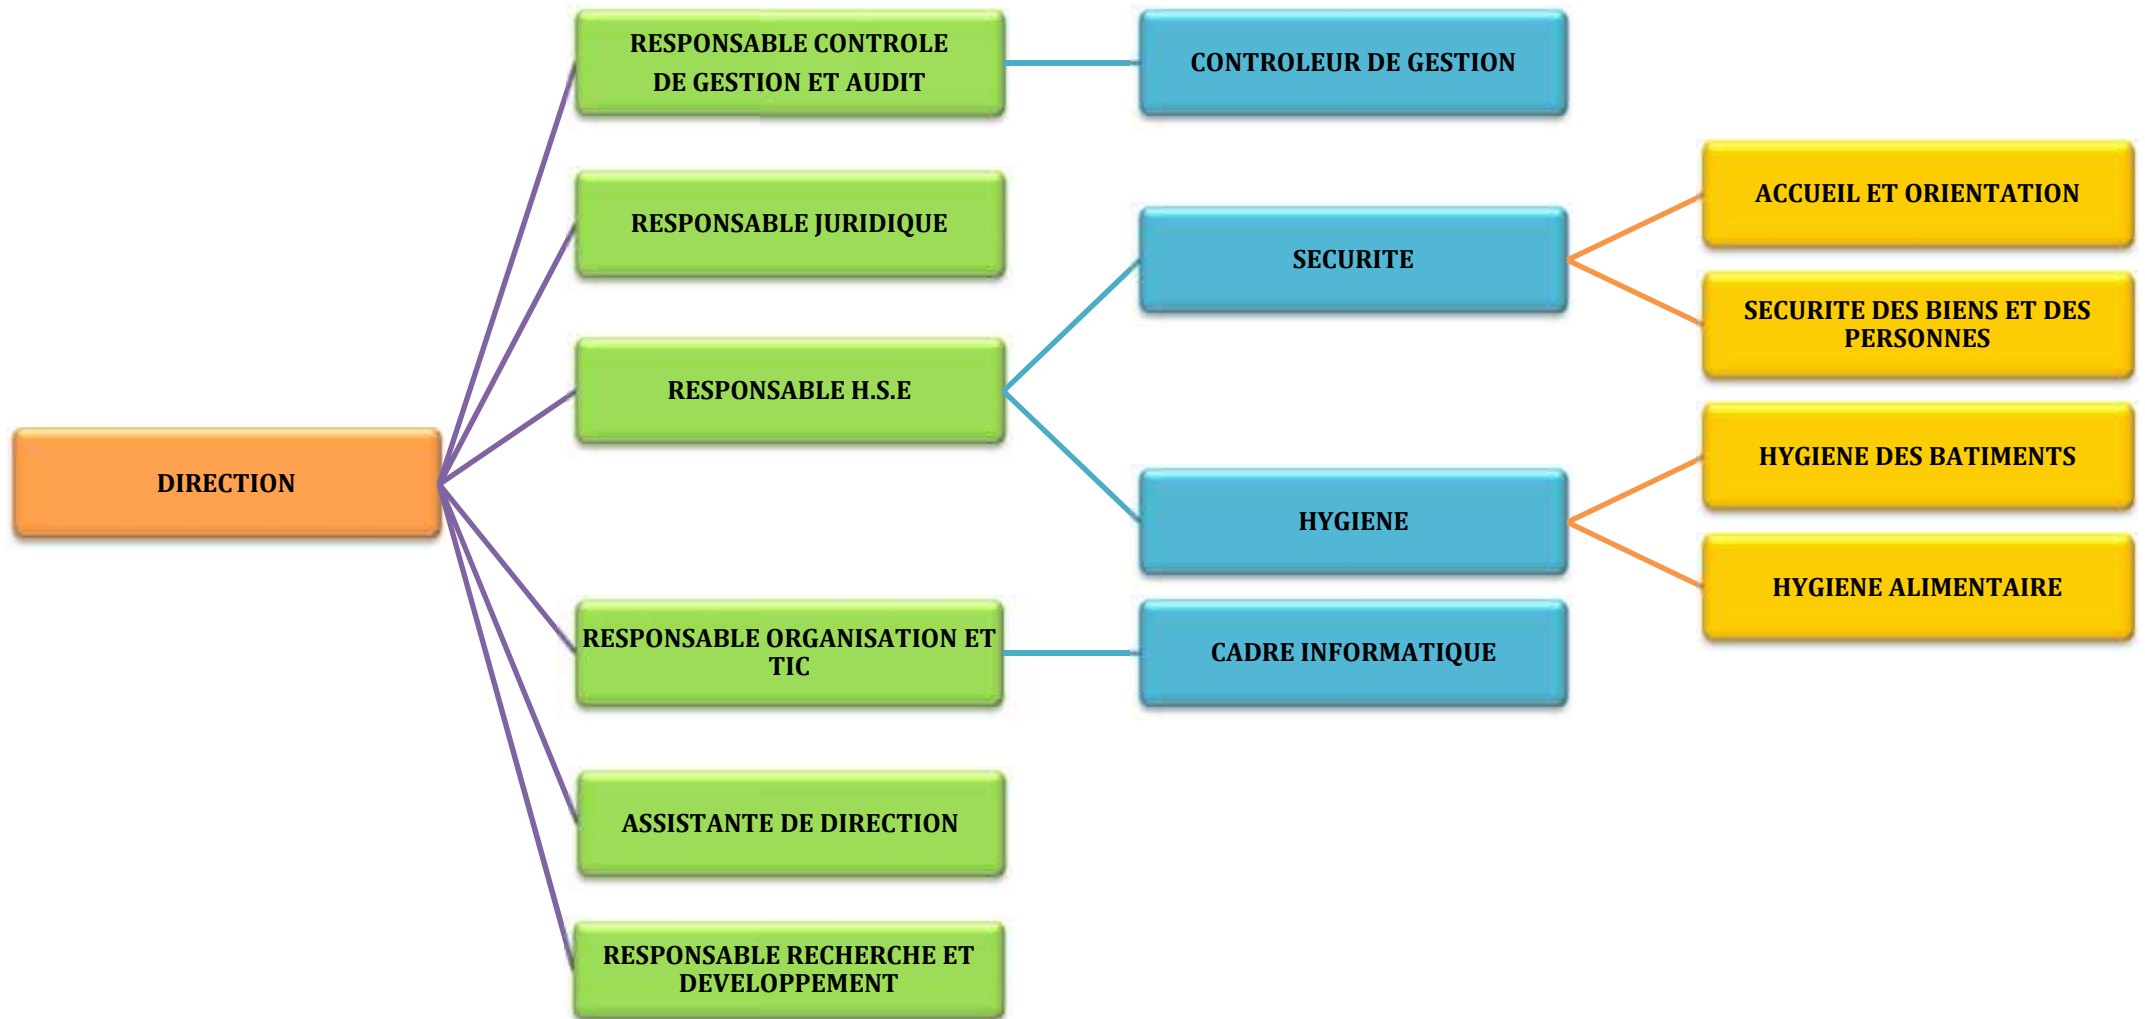 RESPONSABLE CONTROLE
DE GESTION ET AUDIT
CONTROLEUR DE GESTION
ACCUEIL ET ORIENTATION
RESPONSABLE JURIDIQUE
SECURITE
SECURITE DES BIENS ET DES
PERSONNES
RESPONSABLE H.S.E
HYGIENE DES BATIMENTS
DIRECTION
HYGIENE
HYGIENE ALIMENTAIRE
RESPONSABLE ORGANISATION ET
TIC
CADRE INFORMATIQUE
ASSISTANTE DE DIRECTION
RESPONSABLE RECHERCHE ET
DEVELOPPEMENT